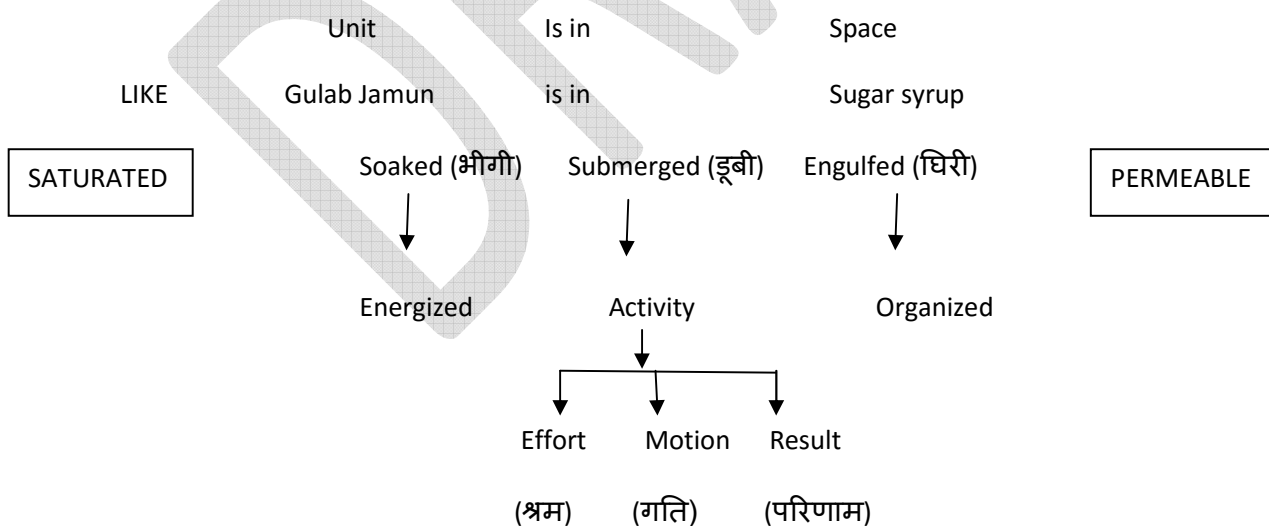 Unit Is in Space
LIKE Gulab Jamun is in Sugar syrup
SATURATED Soaked (भीगी) Submerged (डूबी) Engulfed (घिरी) PERMEABLE
Energized Activity Organized
Effort Motion Result
(श्रम) (गति) (परिणाम)